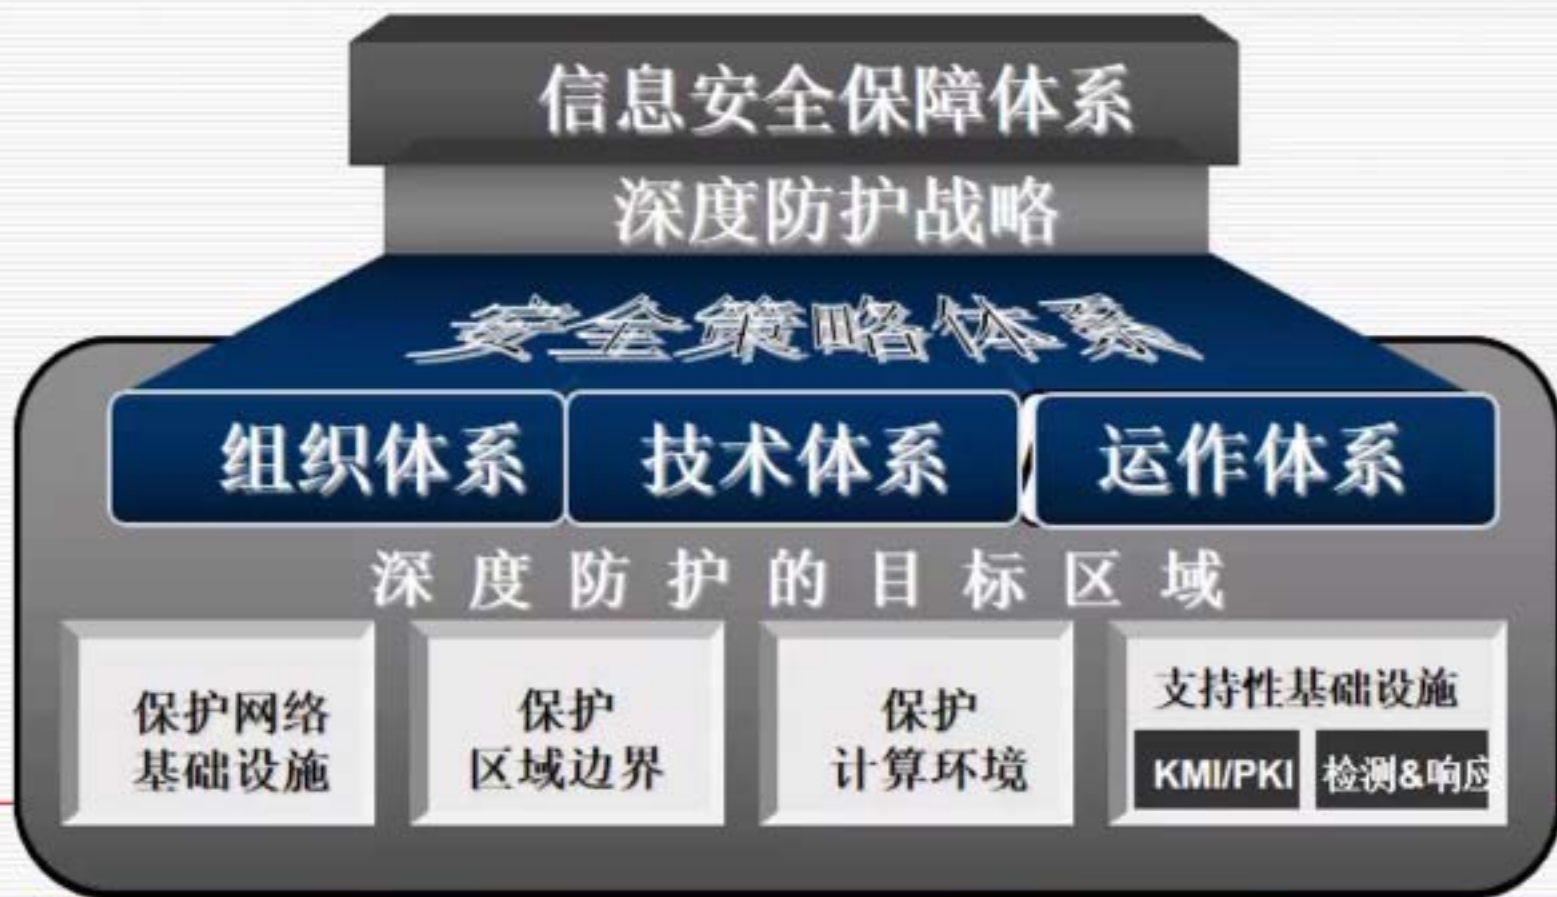 信息安全保障体系
深度防护战略
安全策略体系
组织体系 技术体系 运作体系
深度防护的目标区域
保护网络
基础设施
保护
区域边界
保护
计算环境
支持性基础设施
KMI/PKI 检测&响应